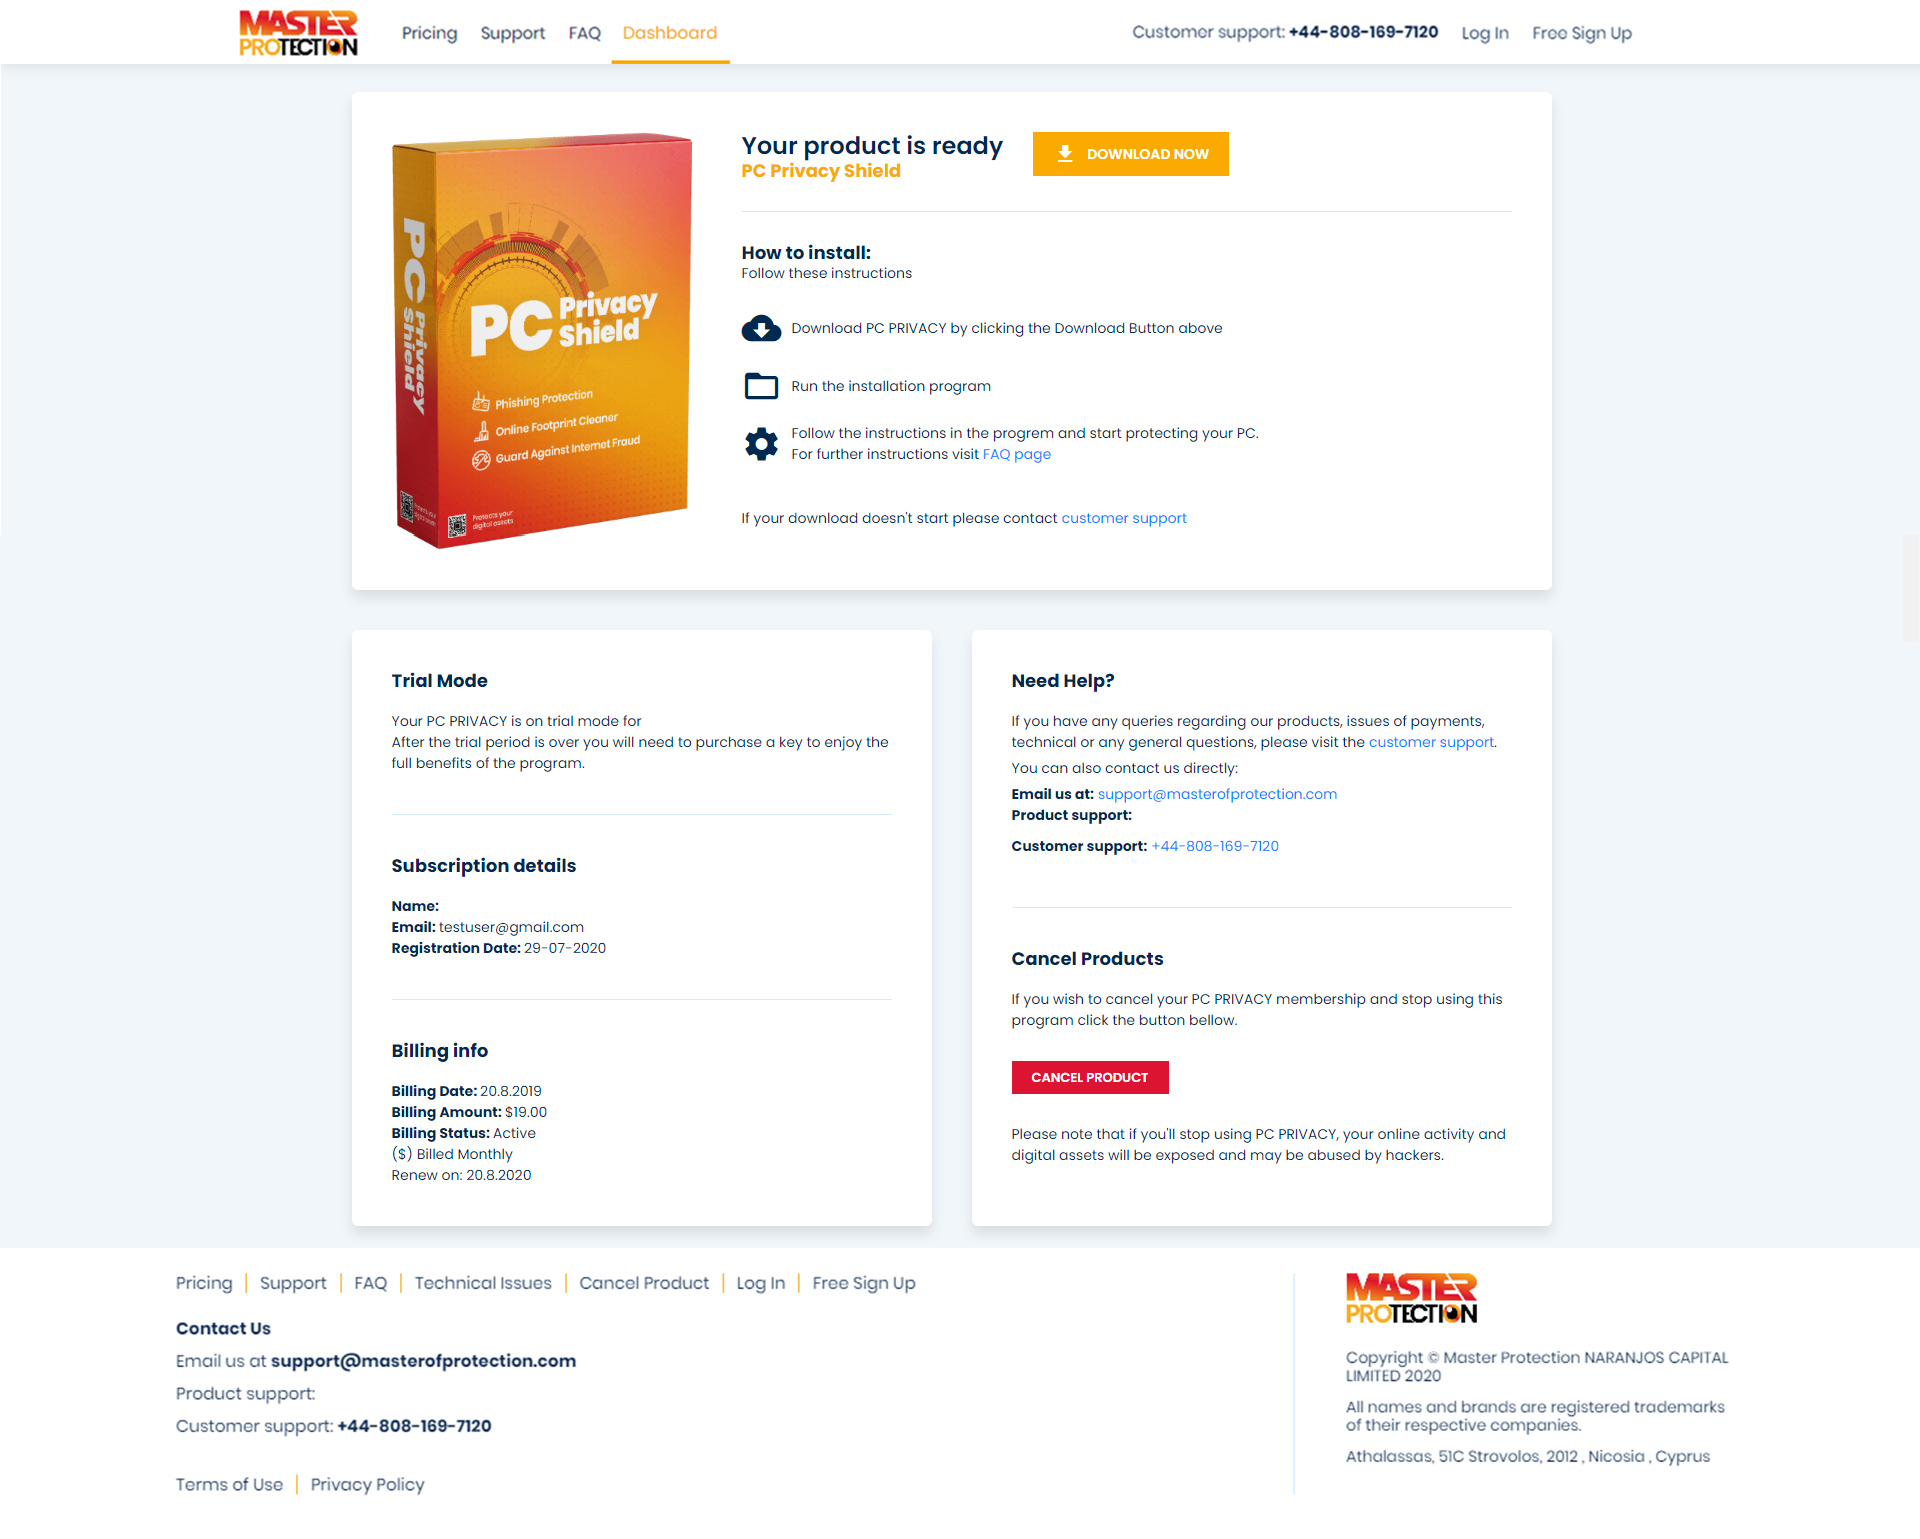 MASTER
PROTECTION
Pricing Support FAQ Dashboard
Customer support: +44-808-169-7120 Log In Free Sign Up
PC Privacy Shield
PC Privacy Shield
Phishing Protection
Online Footprint Cleaner
Guard Against Internet Fraud
Protects your
digital assets
Protects your
digital assets
Your product is ready
PC Privacy Shield
DOWNLOAD NOW
How to install:
Follow these instructions
Download PC PRIVACY by clicking the Download Button above
Run the installation program
Follow the instructions in the progrem and start protecting your PC.
For further instructions visit FAQ page
If your download doesn't start please contact customer support
Trial Mode
Your PC PRIVACY is on trial mode for
After the trial period is over you will need to purchase a key to enjoy the
full benefits of the program.
Subscription details
Name:
Email: testuser@gmail.com
Registration Date: 29-07-2020
Billing info
Billing Date: 20.8.2019
Billing Amount: $19.00
Billing Status: Active
($) Billed Monthly
Renew on: 20.8.2020
Need Help?
If you have any queries regarding our products, issues of payments,
technical or any general questions, please visit the customer support.
You can also contact us directly:
Email us at: support@masterofprotection.com
Product support:
Customer support: +44-808-169-7120
Cancel Products
If you wish to cancel your PC PRIVACY membership and stop using this
program click the button bellow.
CANCEL PRODUCT
Please note that if you'll stop using PC PRIVACY, your online activity and
digital assets will be exposed and may be abused by hackers.
Pricing | Support | FAQ | Technical Issues | Cancel Product | Log In | Free Sign Up
Contact Us
Email us at support@masterofprotection.com
Product support:
Customer support: +44-808-169-7120
Terms of Use | Privacy Policy
MASTER
PROTECTION
Copyright © Master Protection NARANJOS CAPITAL
LIMITED 2020
All names and brands are registered trademarks
of their respective companies.
Athalassas, 51C Strovolos, 2012 , Nicosia , Cyprus